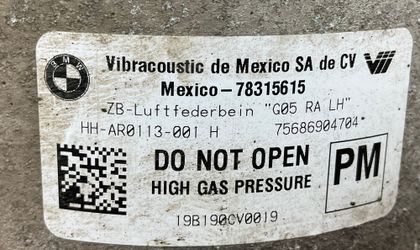 BMW
Vibracoustic de Mexico SA de CV
Mexico-78315615
ZB-Luftfederbein "G05 RA LH"
HH-AR0113-001 H 75686904704
DO NOT OPEN
HIGH GAS PRESSURE
PM
19B190CV0019